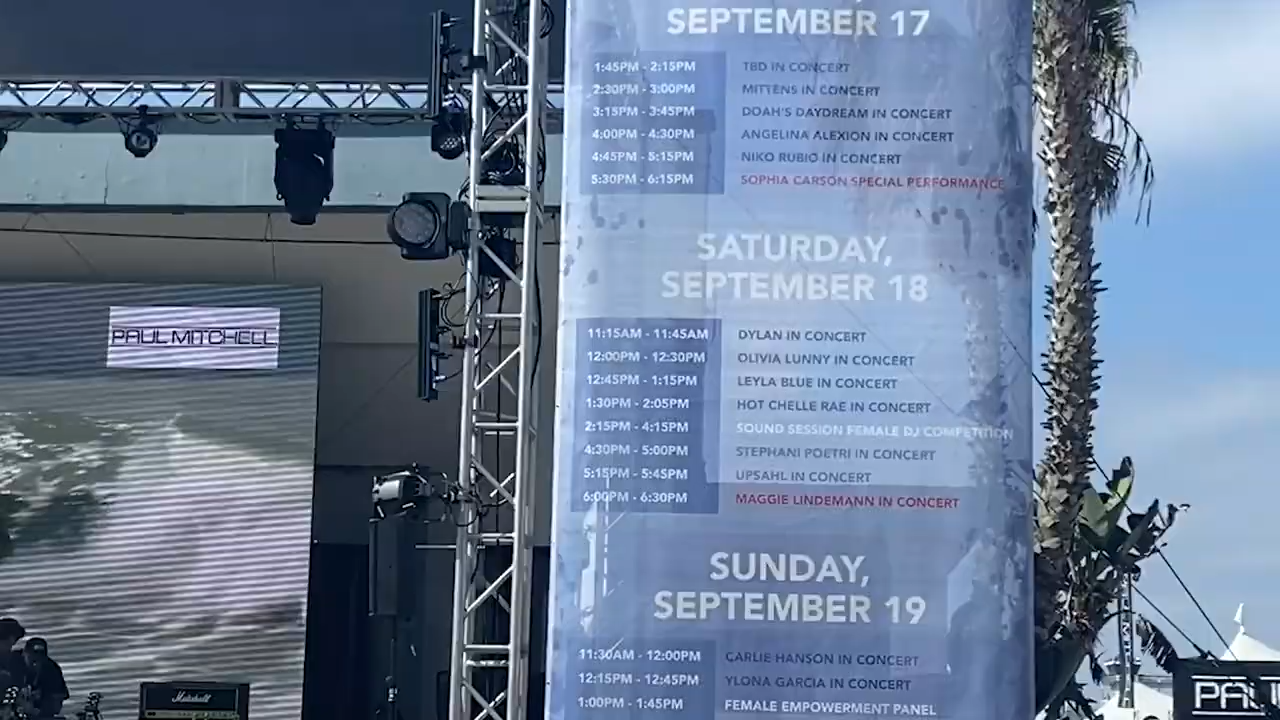 SEPTEMBER 17
1:45PM - 2:15PM TBD IN CONCERT
2:30PM - 3:00PM MITTENS IN CONCERT
3:15PM - 3:45PM DOAH'S DAYDREAM IN CONCERT
4:00PM - 4:30PM ANGELINA ALEXION IN CONCERT
4:45PM - 5:15PM NIKO RUBIO IN CONCERT
5:30PM - 6:15PM SOPHIA CARSON SPECIAL PERFORMANCE
SATURDAY,
SEPTEMBER 18
11:15AM - 11:45AM DYLAN IN CONCERT
12:00PM - 12:30PM OLIVIA LUNNY IN CONCERT
12:45PM - 1:15PM LEYLA BLUE IN CONCERT
1:30PM - 2:05PM HOT CHELLE RAE IN CONCERT
2:15PM - 4:15PM SOUND SESSION FEMALE DJ COMPETITION
4:30PM - 5:00PM STEPHANI POETRI IN CONCERT
5:15PM - 5:45PM UPSAHL IN CONCERT
6:00PM - 6:30PM MAGGIE LINDEMANN IN CONCERT
SUNDAY,
SEPTEMBER 19
11:30AM - 12:00PM CARLIE HANSON IN CONCERT
12:15PM - 12:45PM YLONA GARCIA IN CONCERT
1:00PM - 1:45PM FEMALE EMPOWERMENT PANEL
PAUL MITCHELL
Marshall
PAU